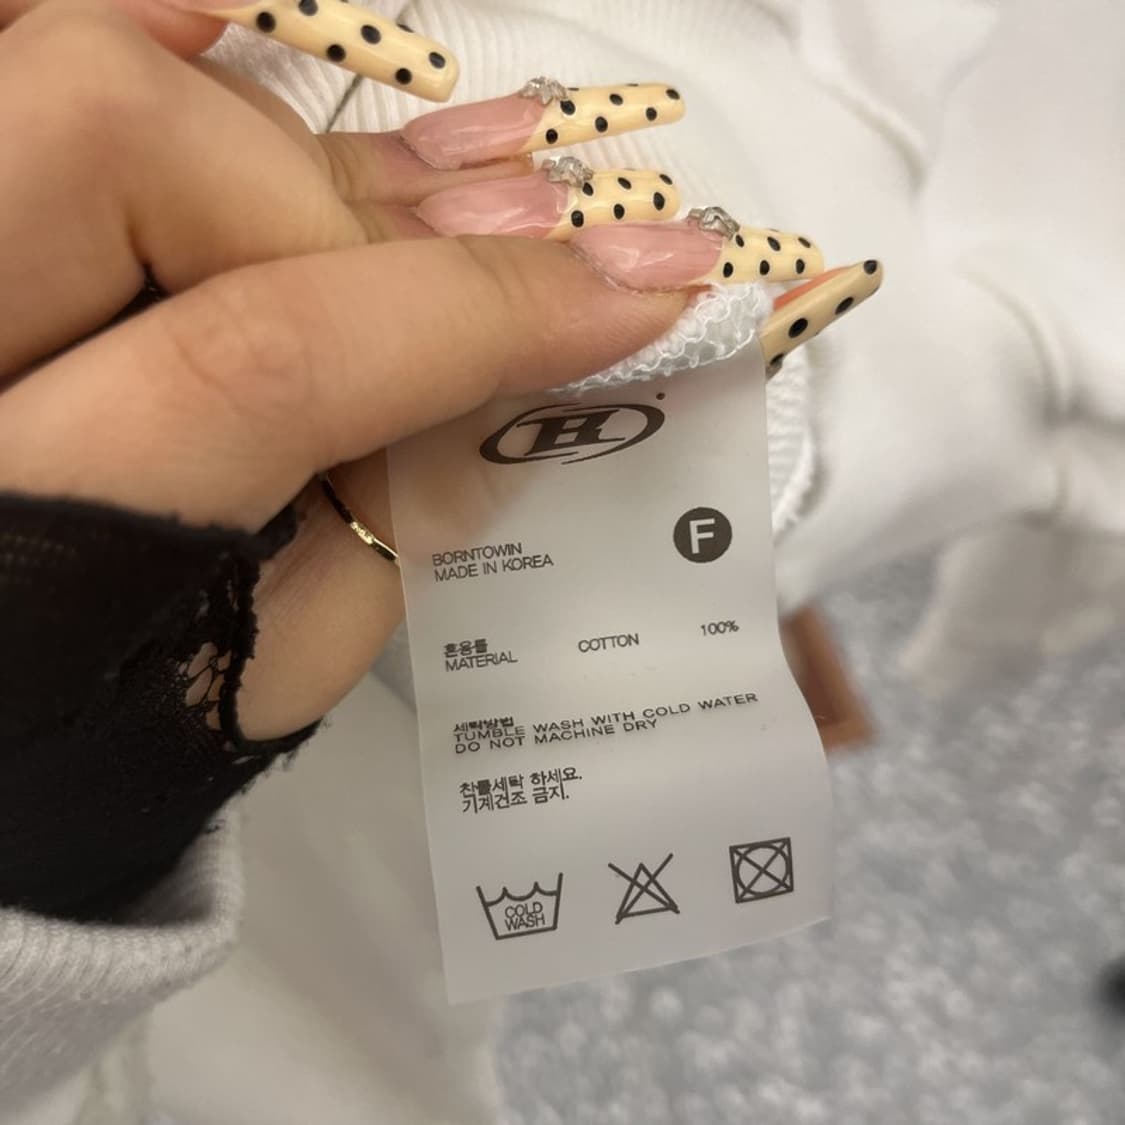 B
F
BORNTOWIN
MADE IN KOREA
혼용률
MATERIAL
COTTON
100%
세탁방법
TUMBLE WASH WITH COLD WATER
DO NOT MACHINE DRY
찬물세탁 하세요.
기계건조 금지.
COLD
WASH